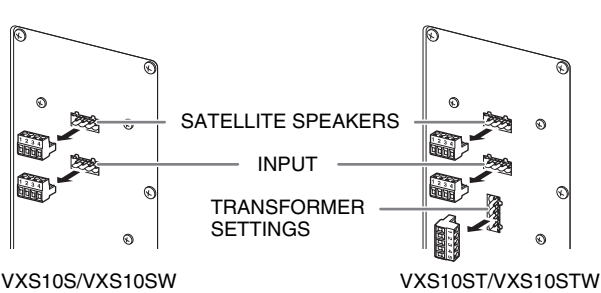 SATELLITE SPEAKERS
INPUT
TRANSFORMER
SETTINGS
VXS10S/VXS10SW
VXS10ST/VXS10STW